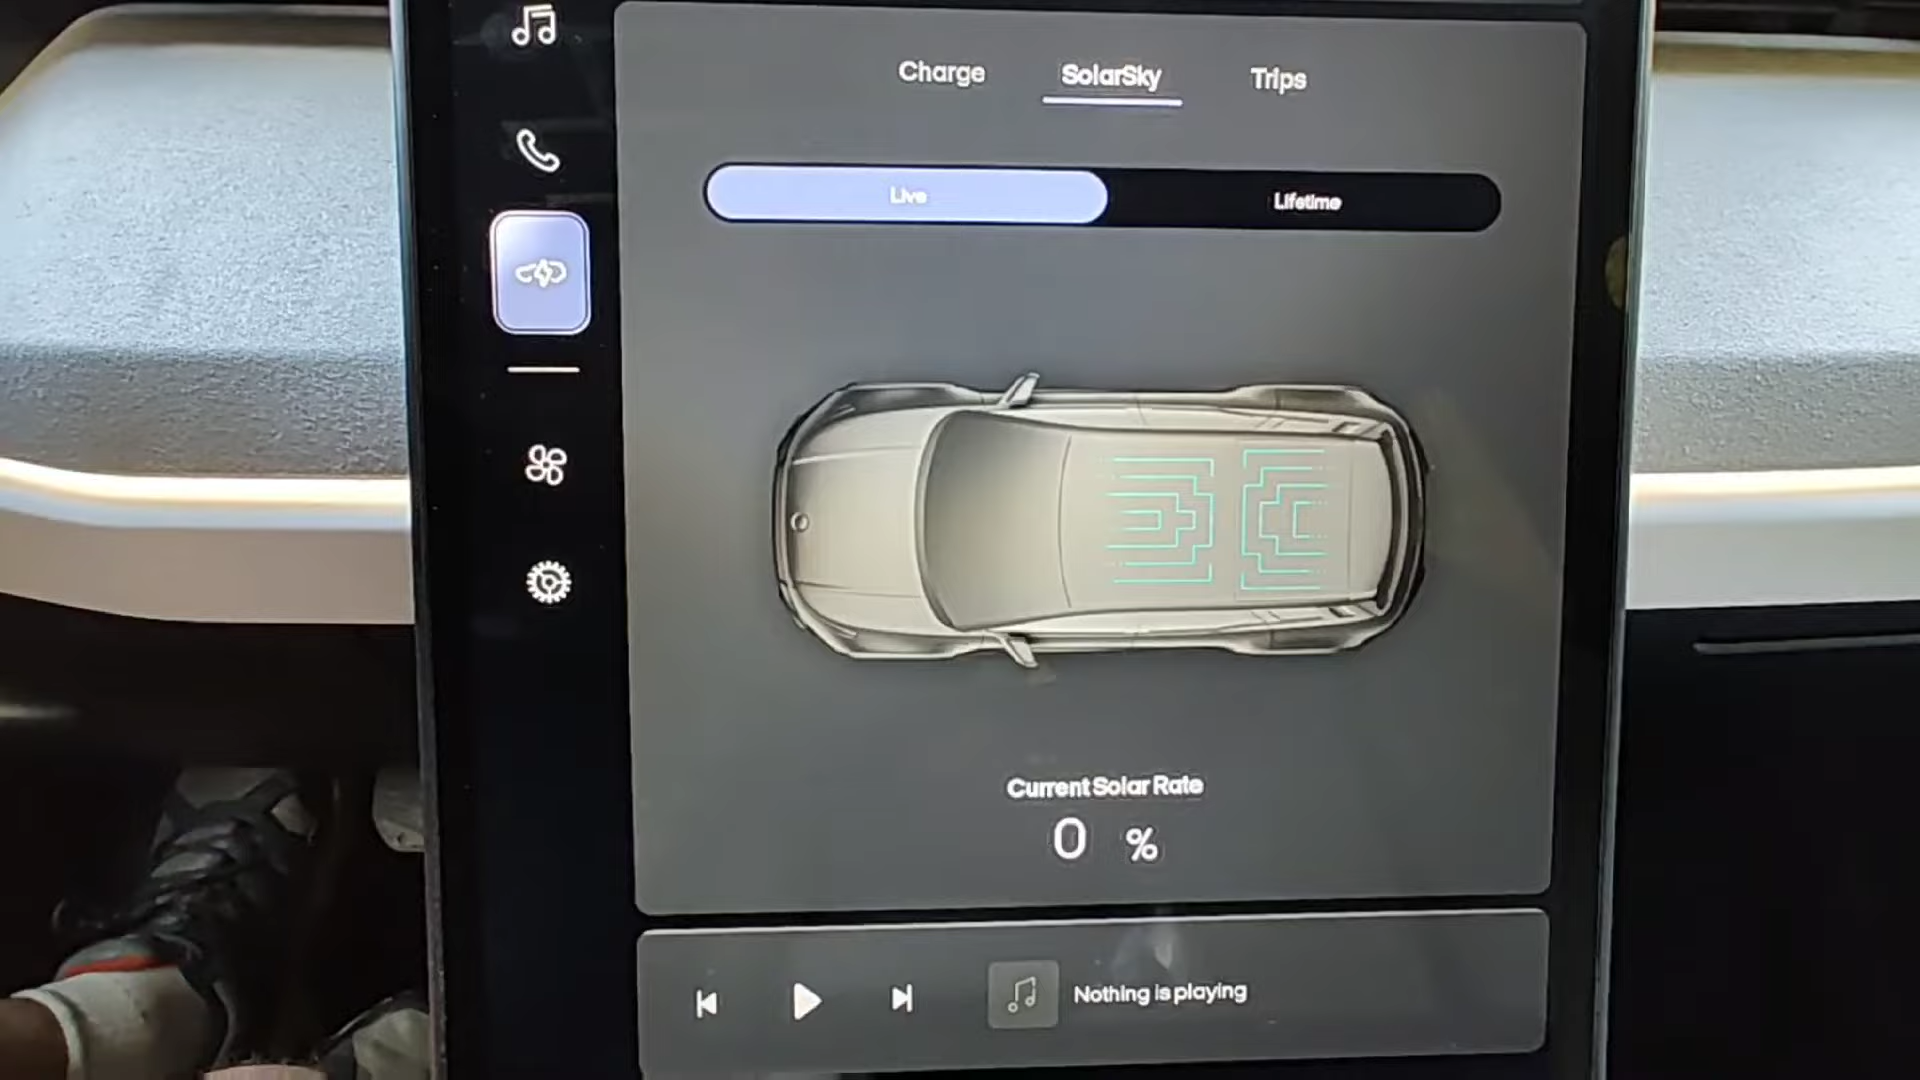 Charge SolarSky Trips
Live Lifetime
Current Solar Rate
0 %
Nothing is playing